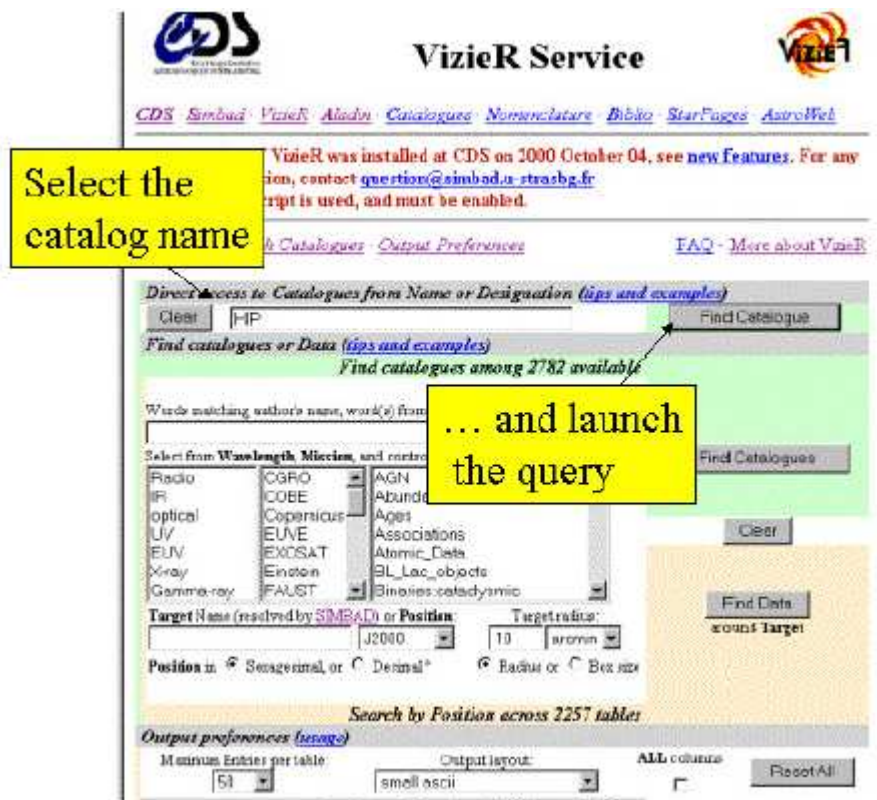 CDS
VizieR Service
VizieR
CDS · Simbad · VizieR · Aladin · Catalogues · Nomenclature · Biblio · StarPages · AstroWeb
VizieR was installed at CDS on 2000 October 04, see new features. For any
contact question@simbad.u-strasbg.fr
is used, and must be enabled.
Select the
catalog name
Catalogues · Output Preferences
FAQ - More about VizieR
Direct access to Catalogues from Name or Designation (tips and examples)
Clear
HIP
Find Catalogue
Find catalogues or Data (tips and examples)
Find catalogues among 2782 available
Words matching author's name, word(s) from
… and launch
the query
Select from Wavelength, Mission, and
Find Catalogues
Radio
IR
optical
UV
EUV
X-ray
Gamma-ray
CGRO
COBE
Copernicus
EUVE
EXOSAT
Einstein
FAUST
AGN
Ages
Associations
Atomic_Data
BL_Lac_objects
Binaries:cataclysmic
Clear
Find Data
around Target
Target Name (resolved by SIMBAD) or Position:
Target radius:
J2000
10
arcmin
Position in Sexagesimal, or Decimal°
Radius or Box size
Search by Position across 2257 tables
Output preferences (usage)
Maximum Entries per table:
Output layout:
ALL columns
50
small ascii
Reset All